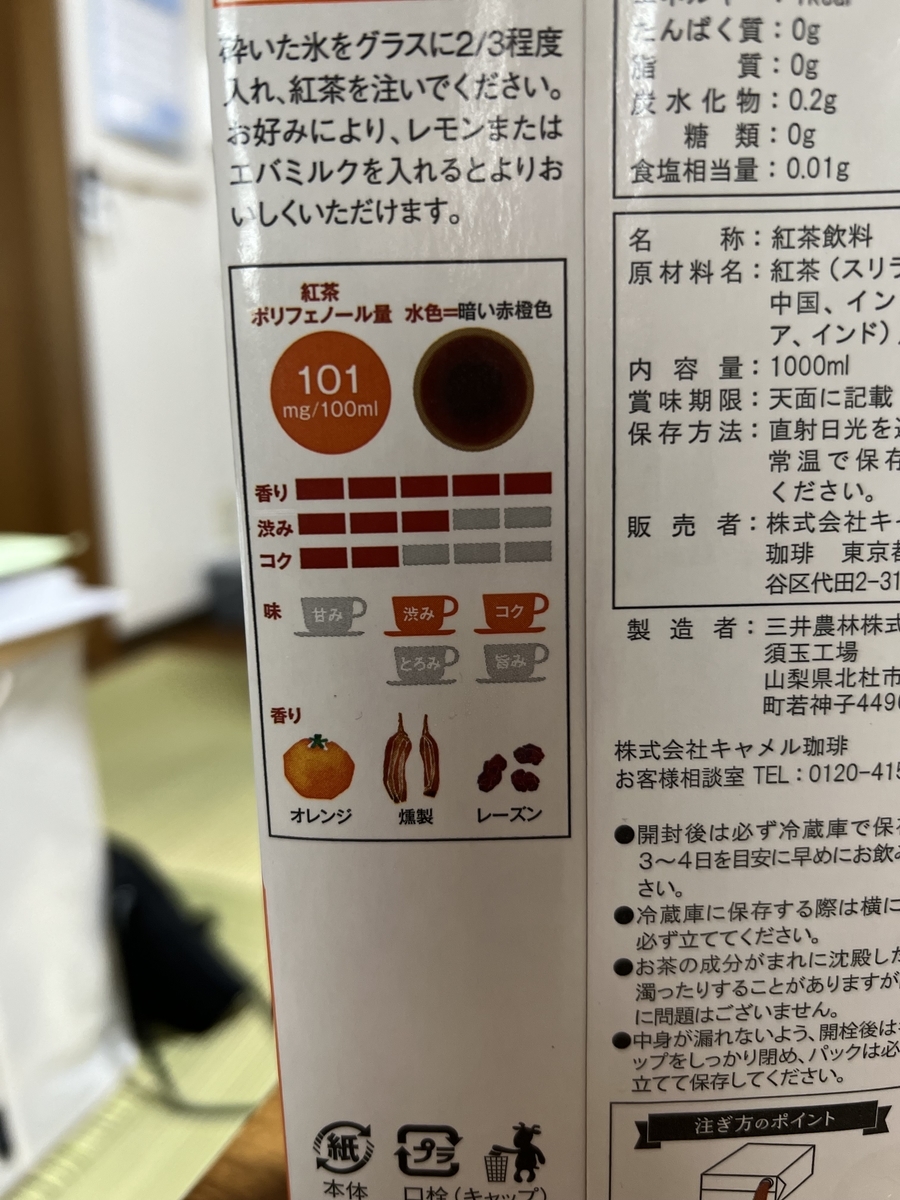 砕いた氷をグラスに2/3程度
入れ、紅茶を注いでください。
お好みにより、レモンまたは
エバミルクを入れるとよりお
いしくいただけます。
紅茶
ポリフェノール量
水色=暗い赤橙色
101
mg/100ml
香り
渋み
コク
味
甘み
渋み
コク
とろみ
旨み
香り
オレンジ
燻製
レーズン
紙
プラ
本体
口栓(キャップ)
たんぱく質:0g
脂 質:0g
炭水化物:0.2g
糖類:0g
食塩相当量:0.01g
名 称:紅茶飲料
原材料名:紅茶(スリラ
中国、イン
ア、インド)
内容量:1000ml
賞味期限:天面に記載
保存方法:直射日光を
常温で保存
ください。
販売者:株式会社キャ
珈琲 東京都
谷区代田2-31
製造者:三井農林株式
須玉工場
山梨県北杜市
町若神子449
株式会社キャメル珈琲
お客様相談室 TEL:0120-415
●開封後は必ず冷蔵庫で保存
3〜4日を目安に早めにお飲み
さい。
●冷蔵庫に保存する際は横に
必ず立ててください。
●お茶の成分がまれに沈殿した
濁ったりすることがありますが
に問題はございません。
●中身が漏れないよう、開栓後は
ップをしっかり閉め、パックは必
立てて保存してください。
注ぎ方のポイント